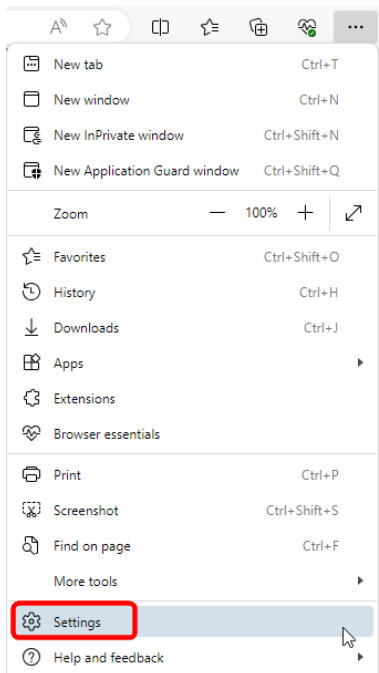 New tab Ctrl+T
New window Ctrl+N
New InPrivate window Ctrl+Shift+N
New Application Guard window Ctrl+Shift+Q
Zoom — 100% +
Favorites Ctrl+Shift+O
History Ctrl+H
Downloads Ctrl+J
Apps
Extensions
Browser essentials
Print Ctrl+P
Screenshot Ctrl+Shift+S
Find on page Ctrl+F
More tools
Settings
Help and feedback